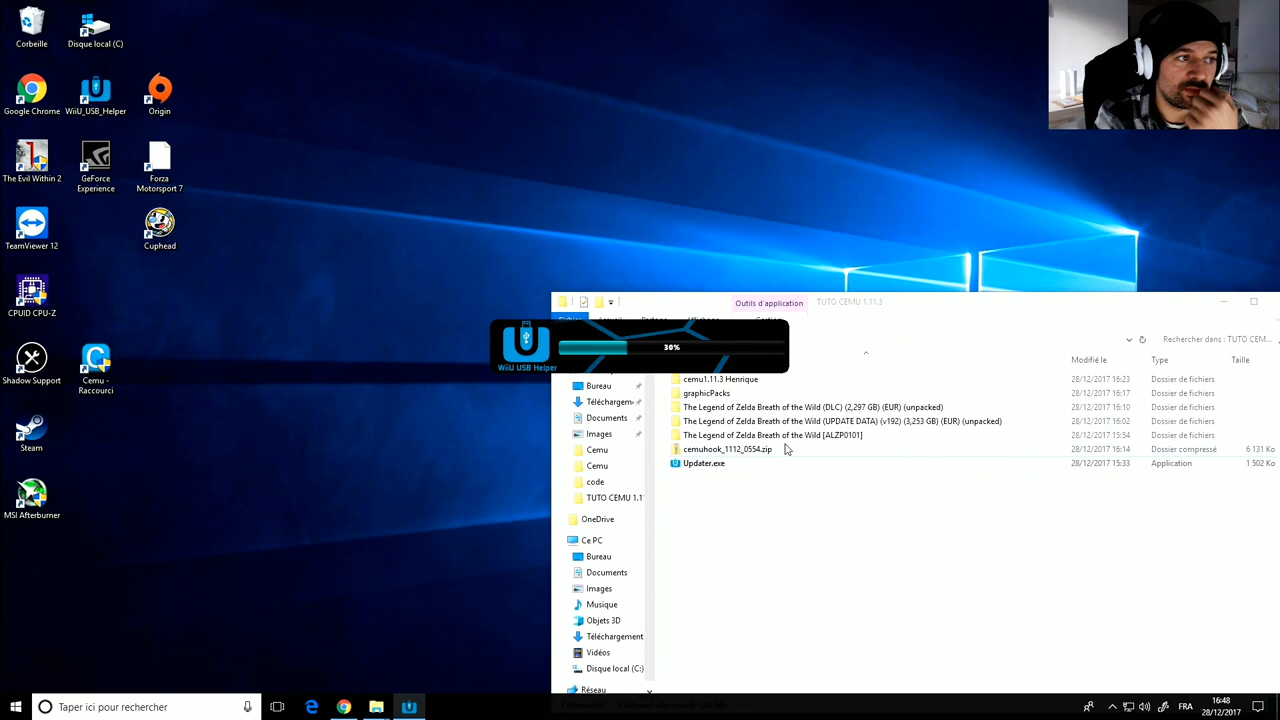 Corbeille
Disque local (C)
Google Chrome
WiiU_USB_Helper
Origin
The Evil Within 2
GeForce Experience
Forza Motorsport 7
TeamViewer 12
Cuphead
CPUID CPU-Z
Shadow Support
Cemu - Raccourci
Steam
MSI Afterburner
Outils d'application
TUTO CEMU 1.11.3
WiiU USB Helper
30%
Rechercher dans : TUTO CEM...
Modifié le
Type
Taille
cemu1.11.3 Henrique
28/12/2017 16:23
Dossier de fichiers
graphicPacks
28/12/2017 16:17
Dossier de fichiers
The Legend of Zelda Breath of the Wild (DLC) (2,297 GB) (EUR) (unpacked)
28/12/2017 16:10
Dossier de fichiers
The Legend of Zelda Breath of the Wild (UPDATE DATA) (v192) (3,253 GB) (EUR) (unpacked)
28/12/2017 16:02
Dossier de fichiers
The Legend of Zelda Breath of the Wild [ALZP0101]
28/12/2017 15:54
Dossier de fichiers
cemuhook_1112_0554.zip
28/12/2017 16:14
Dossier compressé
6 131 Ko
Updater.exe
28/12/2017 15:33
Application
1 502 Ko
Bureau
Téléchargem
Documents
Images
Cemu
Cemu
code
TUTO CEMU 1.1
OneDrive
Ce PC
Bureau
Documents
Images
Musique
Objets 3D
Téléchargement
Vidéos
Disque local (C:)
Réseau
Taper ici pour rechercher
FRA
16:48
28/12/2017